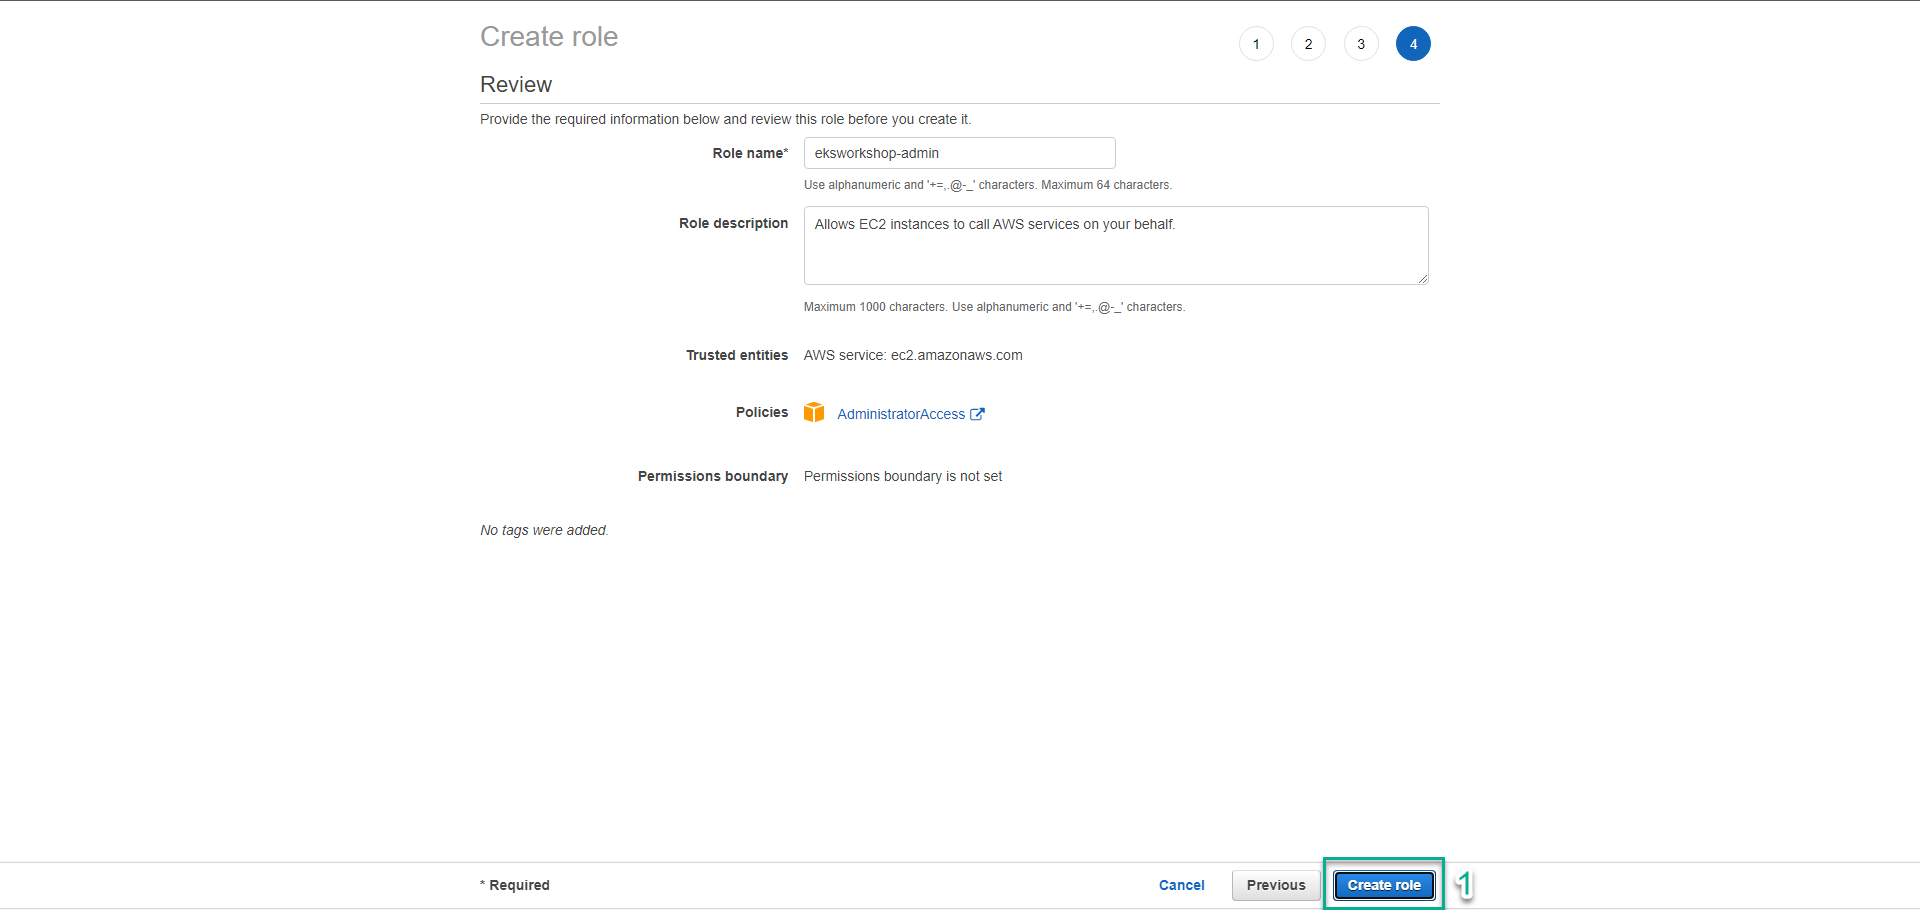 Create role
1 2 3 4
Review
Provide the required information below and review this role before you create it.
Role name* eksworkshop-admin
Use alphanumeric and '+=,.@-_' characters. Maximum 64 characters.
Role description Allows EC2 instances to call AWS services on your behalf.
Maximum 1000 characters. Use alphanumeric and '+=,.@-_' characters.
Trusted entities AWS service: ec2.amazonaws.com
Policies AdministratorAccess
Permissions boundary Permissions boundary is not set
No tags were added.
* Required Cancel Previous Create role 1